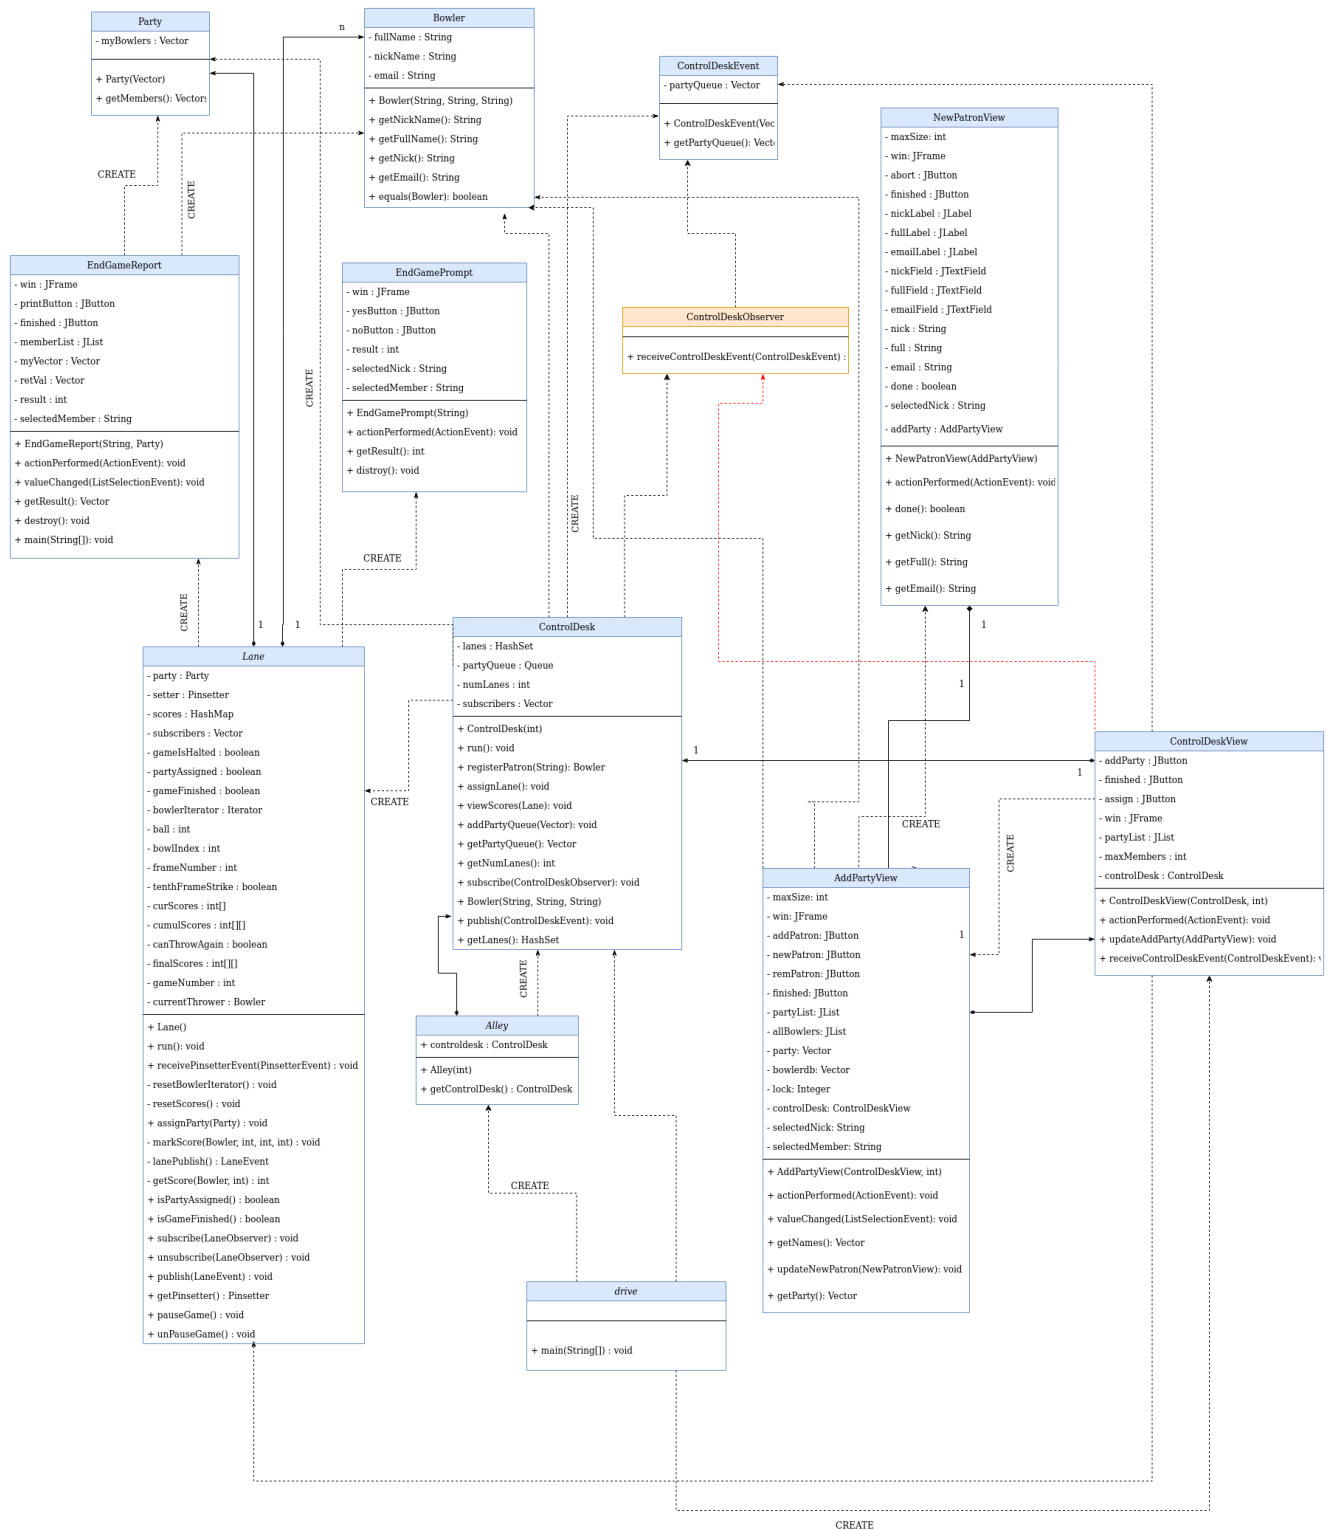 Party
- myBowlers : Vector
+ Party(Vector)
+ getMembers(): Vector
Bowler
- fullName : String
- nickName : String
- email : String
+ Bowler(String, String, String)
+ getNickName(): String
+ getFullName(): String
+ getNick(): String
+ getEmail(): String
+ equals(Bowler): boolean
n
ControlDeskEvent
- partyQueue : Vector
+ ControlDeskEvent(Vec
+ getPartyQueue(): Vect
NewPatronView
- maxSize: int
- win: JFrame
- abort : JButton
- finished : JButton
- nickLabel : JLabel
- fullLabel : JLabel
- emailLabel : JLabel
- nickField : JTextField
- fullField : JTextField
- emailField : JTextField
- nick : String
- full : String
- email : String
- done : boolean
- selectedNick : String
- addParty : AddPartyView
+ NewPatronView(AddPartyView)
+ actionPerformed(ActionEvent): void
+ done(): boolean
+ getNick(): String
+ getFull(): String
+ getEmail(): String
CREATE
CREATE
EndGameReport
- win : JFrame
- printButton : JButton
- finished : JButton
- memberList : JList
- myVector : Vector
- retVal : Vector
- result : int
- selectedMember : String
+ EndGameReport(String, Party)
+ actionPerformed(ActionEvent): void
+ valueChanged(ListSelectionEvent): void
+ getResult(): Vector
+ destroy(): void
+ main(String[]): void
EndGamePrompt
- win : JFrame
- yesButton : JButton
- noButton : JButton
- result : int
- selectedNick : String
- selectedMember : String
+ EndGamePrompt(String)
+ actionPerformed(ActionEvent): void
+ getResult(): int
+ distroy(): void
ControlDeskObserver
+ receiveControlDeskEvent(ControlDeskEvent) :
CREATE
CREATE
CREATE
CREATE
1
1
1
1
Lane
- party : Party
- setter : Pinsetter
- scores : HashMap
- subscribers : Vector
- gameIsHalted : boolean
- partyAssigned : boolean
- gameFinished : boolean
- bowlerIterator : Iterator
- ball : int
- bowlIndex : int
- frameNumber : int
- tenthFrameStrike : boolean
- curScores : int[]
- cumulScores : int[][]
- canThrowAgain : boolean
- finalScores : int[][]
- gameNumber : int
- currentThrower : Bowler
+ Lane()
+ run(): void
+ receivePinsetterEvent(PinsetterEvent) : void
- resetBowlerIterator() : void
- resetScores() : void
+ assignParty(Party) : void
- markScore(Bowler, int, int, int) : void
- lanePublish() : LaneEvent
- getScore(Bowler, int) : int
+ isPartyAssigned() : boolean
+ isGameFinished() : boolean
+ subscribe(LaneObserver) : void
+ unsubscribe(LaneObserver) : void
+ publish(LaneEvent) : void
+ getPinsetter() : Pinsetter
+ pauseGame() : void
+ unPauseGame() : void
ControlDesk
- lanes : HashSet
- partyQueue : Queue
- numLanes : int
- subscribers : Vector
+ ControlDesk(int)
+ run(): void
+ registerPatron(String): Bowler
+ assignLane(): void
+ viewScores(Lane): void
+ addPartyQueue(Vector): void
+ getPartyQueue(): Vector
+ getNumLanes(): int
+ subscribe(ControlDeskObserver): void
+ Bowler(String, String, String)
+ publish(ControlDeskEvent): void
+ getLanes(): HashSet
CREATE
1
1
ControlDeskView
- addParty : JButton
- finished : JButton
- assign : JButton
- win : JFrame
- partyList : JList
- maxMembers : int
- controlDesk : ControlDesk
+ ControlDeskView(ControlDesk, int)
+ actionPerformed(ActionEvent): void
+ updateAddParty(AddPartyView): void
+ receiveControlDeskEvent(ControlDeskEvent):
CREATE
CREATE
AddPartyView
- maxSize: int
- win: JFrame
- addPatron: JButton
- newPatron: JButton
- remPatron: JButton
- finished: JButton
- partyList: JList
- allBowlers: JList
- party: Vector
- bowlerdb: Vector
- lock: Integer
- controlDesk: ControlDeskView
- selectedNick: String
- selectedMember: String
+ AddPartyView(ControlDeskView, int)
+ actionPerformed(ActionEvent): void
+ valueChanged(ListSelectionEvent): void
+ getNames(): Vector
+ updateNewPatron(NewPatronView): void
+ getParty(): Vector
1
CREATE
Alley
+ controldesk : ControlDesk
+ Alley(int)
+ getControlDesk() : ControlDesk
CREATE
drive
+ main(String[]) : void
CREATE